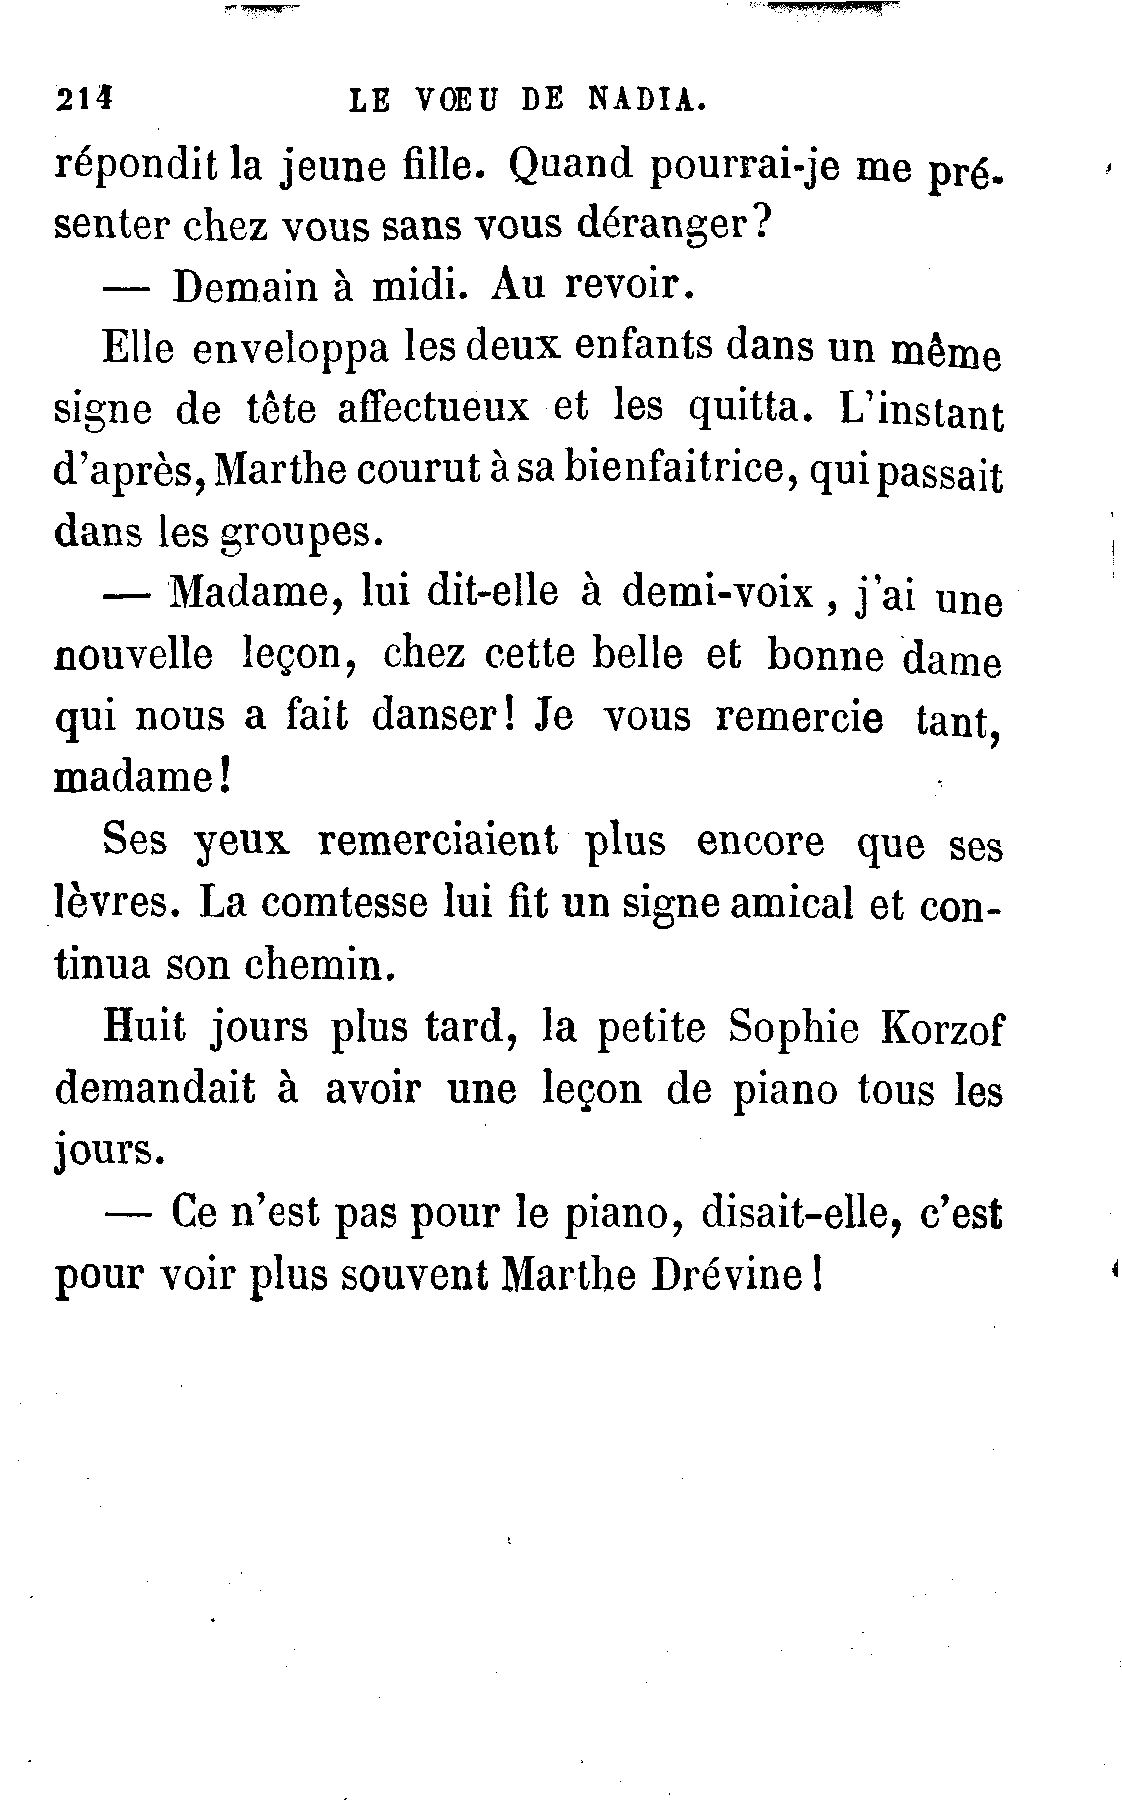 214 LE VŒU DE NADIA.
répondit la jeune fille. Quand pourrai-je me pré-
senter chez vous sans vous déranger?
— Demain à midi. Au revoir.
Elle enveloppa les deux enfants dans un même
signe de tête affectueux et les quitta. L'instant
d'après, Marthe courut à sa bienfaitrice, qui passait
dans les groupes.
— Madame, lui dit-elle à demi-voix, j'ai une
nouvelle leçon, chez cette belle et bonne dame
qui nous a fait danser! Je vous remercie tant,
madame!
Ses yeux remerciaient plus encore que ses
lèvres. La comtesse lui fit un signe amical et con-
tinua son chemin.
Huit jours plus tard, la petite Sophie Korzof
demandait à avoir une leçon de piano tous les
jours.
— Ce n'est pas pour le piano, disait-elle, c'est
pour voir plus souvent Marthe Drévine!